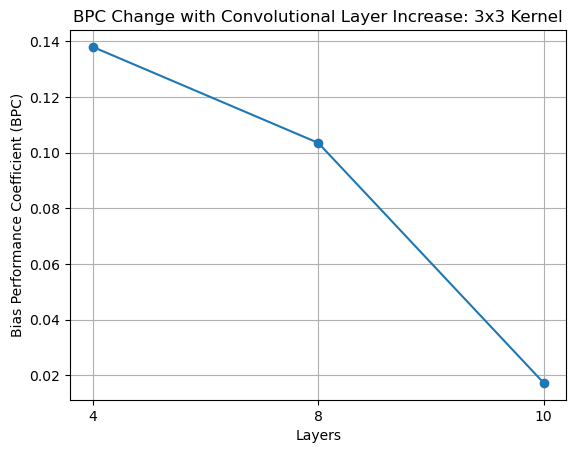 BPC Change with Convolutional Layer Increase: 3x3 Kernel
Bias Performance Coefficient (BPC)
0.14
0.12
0.10
0.08
0.06
0.04
0.02
4 8 10
Layers